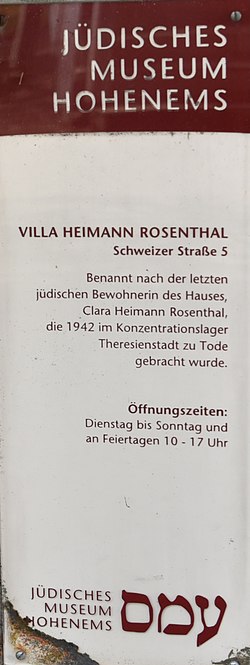 JÜDISCHES
MUSEUM
HOHENEMS
VILLA HEIMANN ROSENTHAL
Schweizer Straße 5
Benannt nach der letzten
jüdischen Bewohnerin des Hauses,
Clara Heimann Rosenthal,
die 1942 im Konzentrationslager
Theresienstadt zu Tode
gebracht wurde.
Öffnungszeiten:
Dienstag bis Sonntag und
an Feiertagen 10 - 17 Uhr
JÜDISCHES
MUSEUM
HOHENEMS
עמס